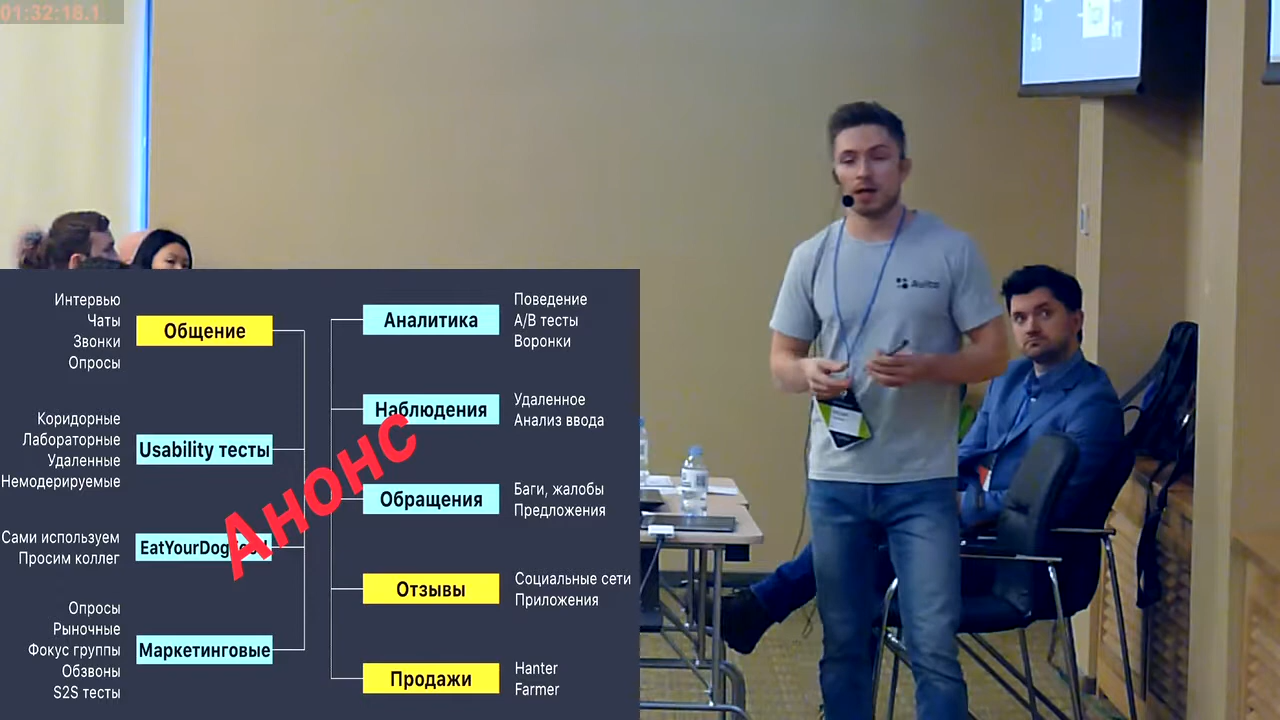 01:32:18.1
Интервью
Чаты
Звонки
Опросы
Общение
Коридорные
Лабораторные
Удаленные
Немодерируемые
Usability тесты
Сами используем
Просим коллег
Опросы
Рыночные
Фокус группы
Обзвоны
S2S тесты
Маркетинговые
Анонс
Аналитика
Поведение
A/B тесты
Воронки
Наблюдения
Удаленное
Анализ ввода
Обращения
Баги, жалобы
Предложения
Отзывы
Социальные сети
Приложения
Продажи
Hanter
Farmer
Avito